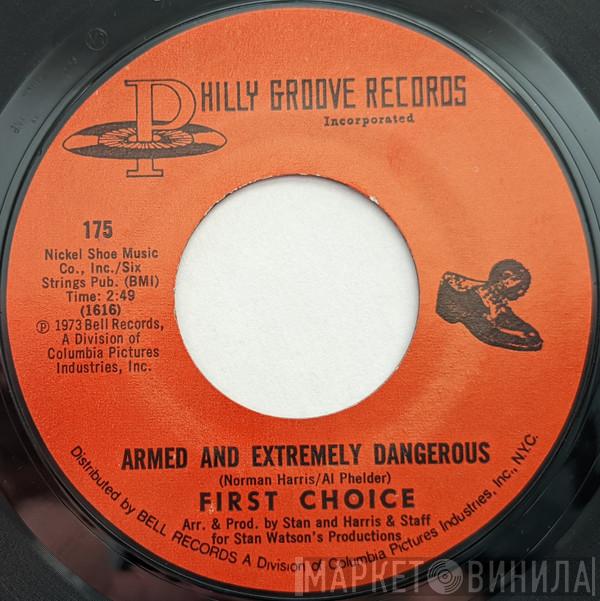 PHILLY GROOVE RECORDS
Incorporated
175
Nickel Shoe Music
Co., Inc./Six
Strings Pub. (BMI)
Time: 2:49
(1616)
℗ 1973 Bell Records,
A Division of
Columbia Pictures
Industries, Inc.
ARMED AND EXTREMELY DANGEROUS
(Norman Harris/Al Phelder)
FIRST CHOICE
Arr. & Prod. by Stan and Harris & Staff
for Stan Watson's Productions
Distributed by BELL RECORDS A Division of Columbia Pictures Industries, Inc., NYC.
МАРКЕТ ВИНИЛА